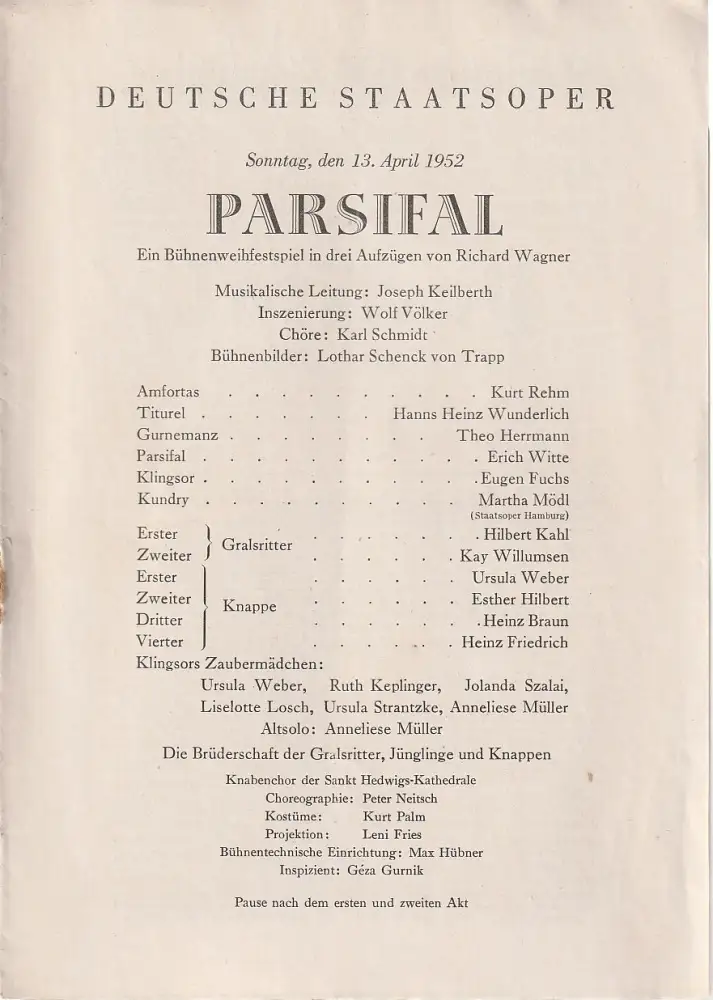 DEUTSCHE STAATSOPER
Sonntag, den 13. April 1952
PARSIFAL
Ein Bühnenweihfestspiel in drei Aufzügen von Richard Wagner
Musikalische Leitung: Joseph Keilberth
Inszenierung: Wolf Völker
Chöre: Karl Schmidt
Bühnenbilder: Lothar Schenck von Trapp
Amfortas . . . . . . . . . . Kurt Rehm
Titurel . . . . . . . Hanns Heinz Wunderlich
Gurnemanz . . . . . . . . Theo Herrmann
Parsifal . . . . . . . . . . . Erich Witte
Klingsor . . . . . . . . . . . Eugen Fuchs
Kundry . . . . . . . . . . Martha Mödl
(Staatsoper Hamburg)
Erster } Gralsritter . . . . . . . Hilbert Kahl
Zweiter } Gralsritter . . . . . . Kay Willumsen
Erster } Knappe . . . . . . Ursula Weber
Zweiter } Knappe . . . . . . Esther Hilbert
Dritter } Knappe . . . . . . . Heinz Braun
Vierter } Knappe . . . . . . Heinz Friedrich
Klingsors Zaubermädchen:
Ursula Weber, Ruth Keplinger, Jolanda Szalai,
Liselotte Losch, Ursula Strantzke, Anneliese Müller
Altsolo: Anneliese Müller
Die Brüderschaft der Gralsritter, Jünglinge und Knappen
Knabenchor der Sankt Hedwigs-Kathedrale
Choreographie: Peter Neitsch
Kostüme: Kurt Palm
Projektion: Leni Fries
Bühnentechnische Einrichtung: Max Hübner
Inspizient: Géza Gurnik
Pause nach dem ersten und zweiten Akt